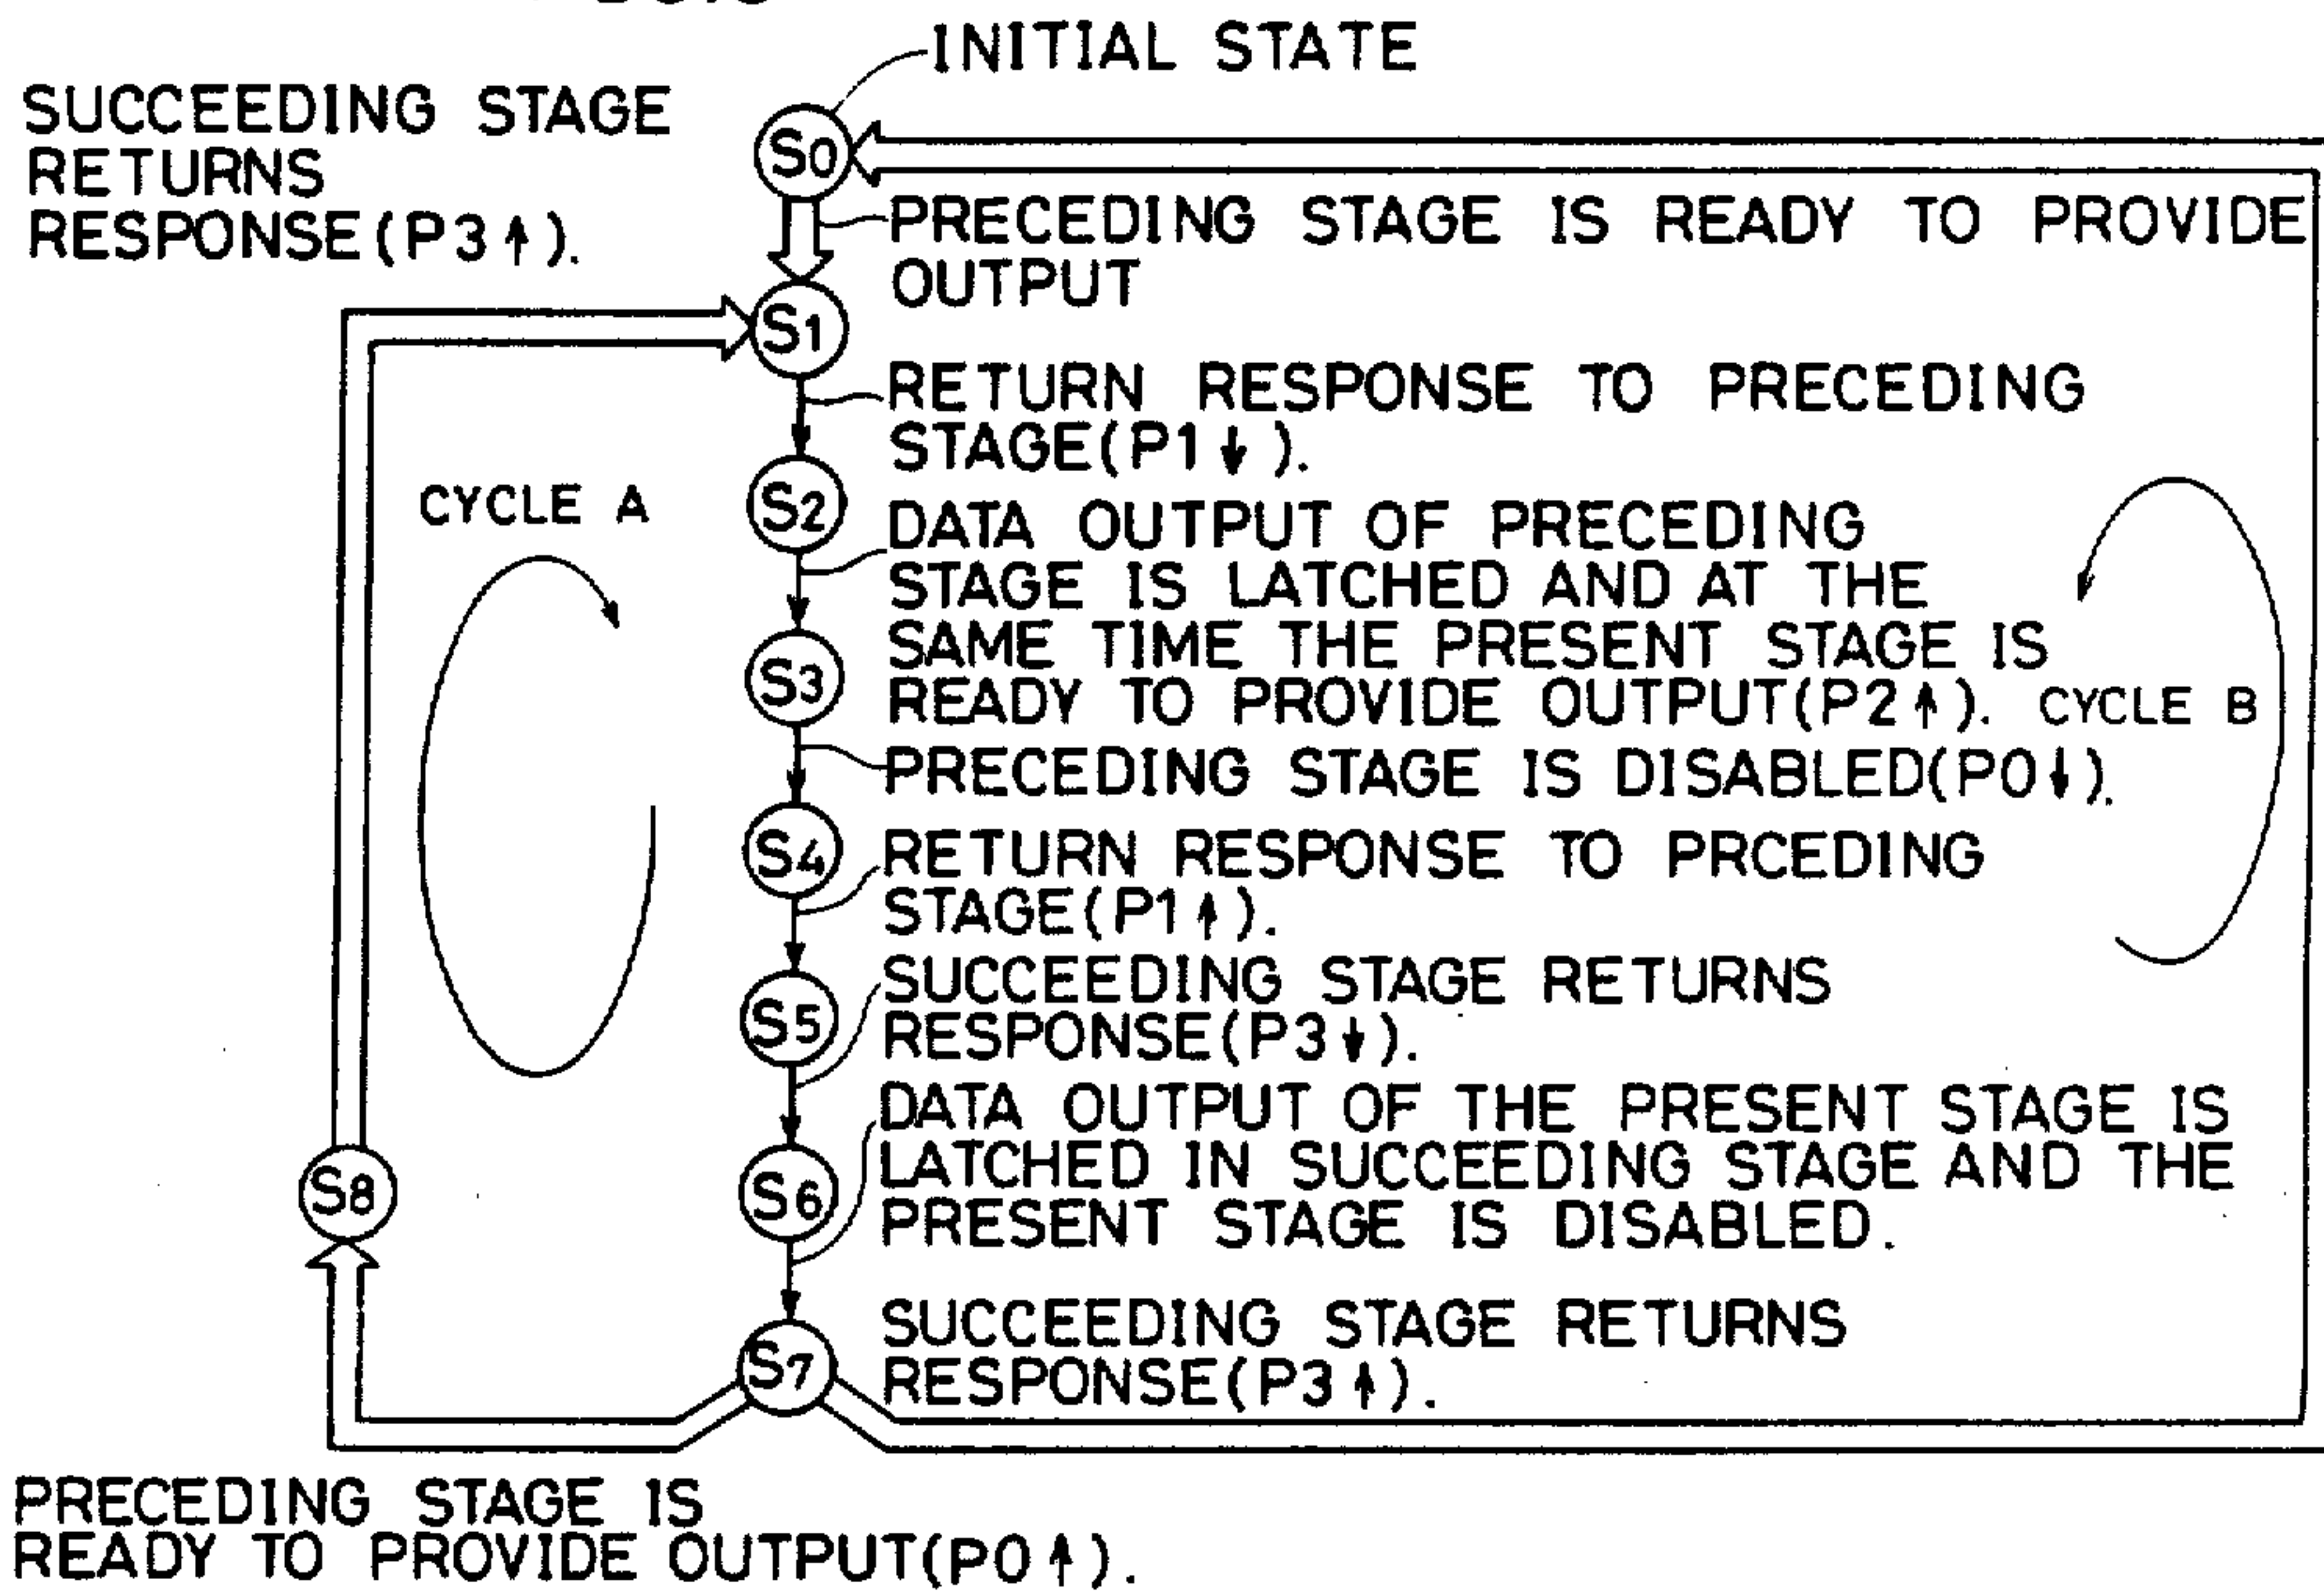 INITIAL STATE
SUCCEEDING STAGE
RETURNS
RESPONSE(P3↑).
S0
PRECEDING STAGE IS READY TO PROVIDE
OUTPUT
S1
RETURN RESPONSE TO PRECEDING
STAGE(P1↓).
CYCLE A
S2
DATA OUTPUT OF PRECEDING
STAGE IS LATCHED AND AT THE
SAME TIME THE PRESENT STAGE IS
READY TO PROVIDE OUTPUT(P2↑).
CYCLE B
S3
PRECEDING STAGE IS DISABLED(P0↓).
S4
RETURN RESPONSE TO PRCEDING
STAGE(P1↑).
S5
SUCCEEDING STAGE RETURNS
RESPONSE(P3↓).
S6
DATA OUTPUT OF THE PRESENT STAGE IS
LATCHED IN SUCCEEDING STAGE AND THE
PRESENT STAGE IS DISABLED.
S8
S7
SUCCEEDING STAGE RETURNS
RESPONSE(P3↑).
PRECEDING STAGE IS
READY TO PROVIDE OUTPUT(P0↑).